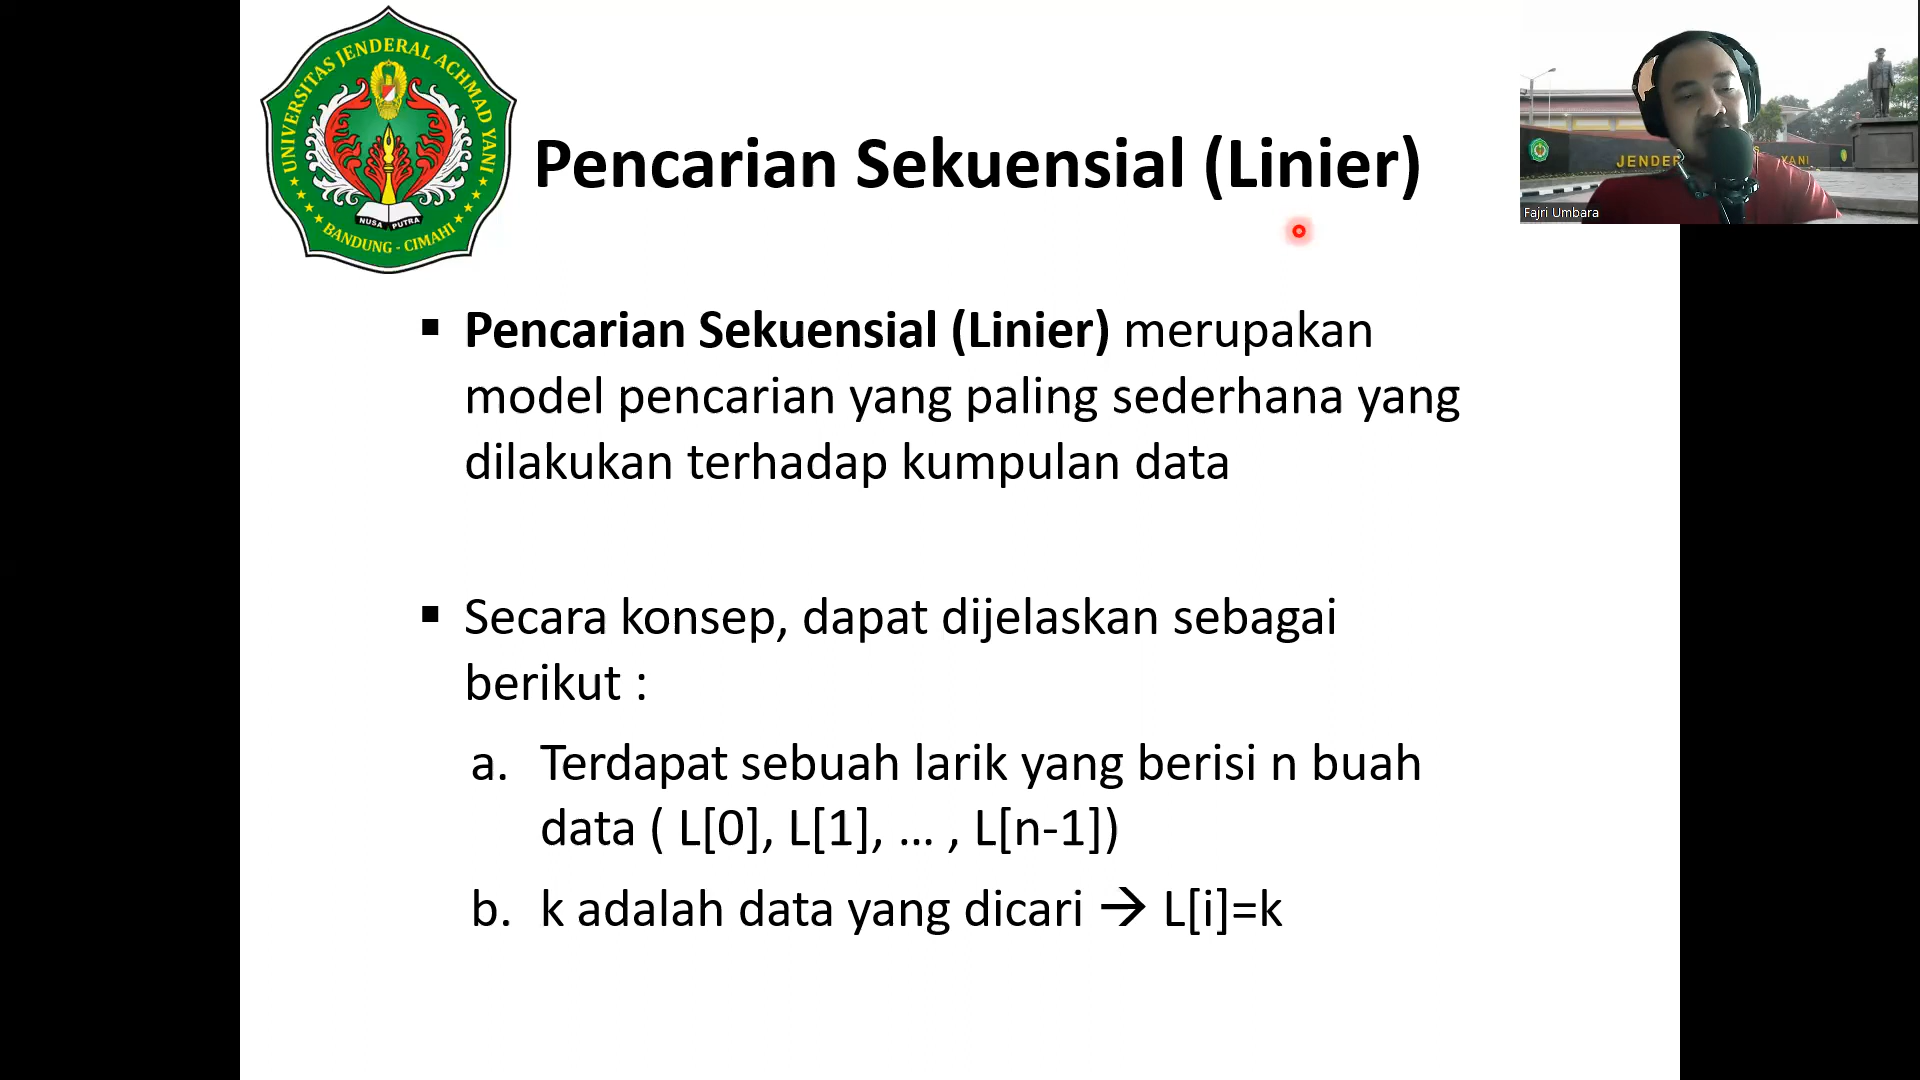 UNIVERSITAS JENDERAL ACHMAD YANI
NUSA PUTRA
BANDUNG - CIMAHI
Pencarian Sekuensial (Linier)
JENDER
YANI
Fajri Umbara
▪ Pencarian Sekuensial (Linier) merupakan
model pencarian yang paling sederhana yang
dilakukan terhadap kumpulan data
▪ Secara konsep, dapat dijelaskan sebagai
berikut :
a. Terdapat sebuah larik yang berisi n buah
data ( L[0], L[1], … , L[n-1])
b. k adalah data yang dicari → L[i]=k